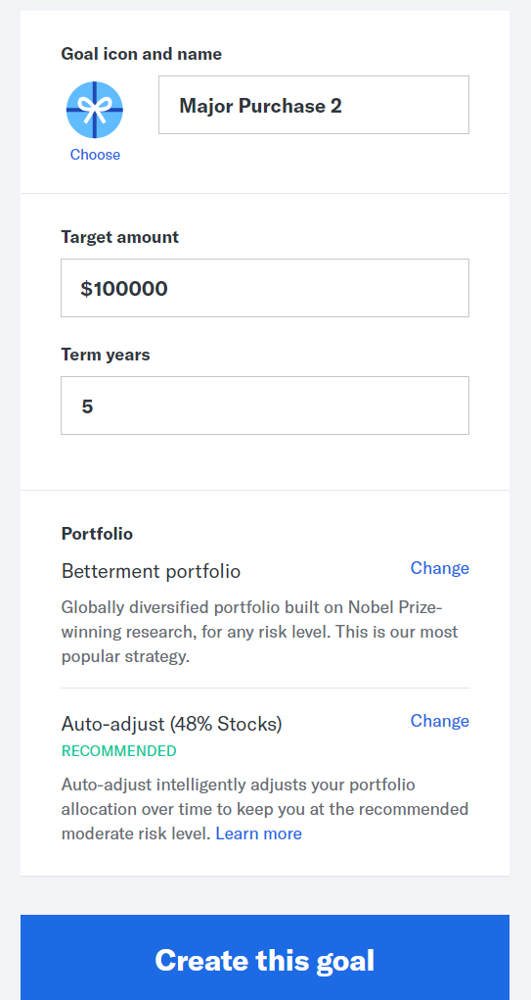 Goal icon and name
Major Purchase 2
Choose
Target amount
$100000
Term years
5
Portfolio
Betterment portfolio
Change
Globally diversified portfolio built on Nobel Prize-
winning research, for any risk level. This is our most
popular strategy.
Auto-adjust (48% Stocks)
Change
RECOMMENDED
Auto-adjust intelligently adjusts your portfolio
allocation over time to keep you at the recommended
moderate risk level. Learn more
Create this goal